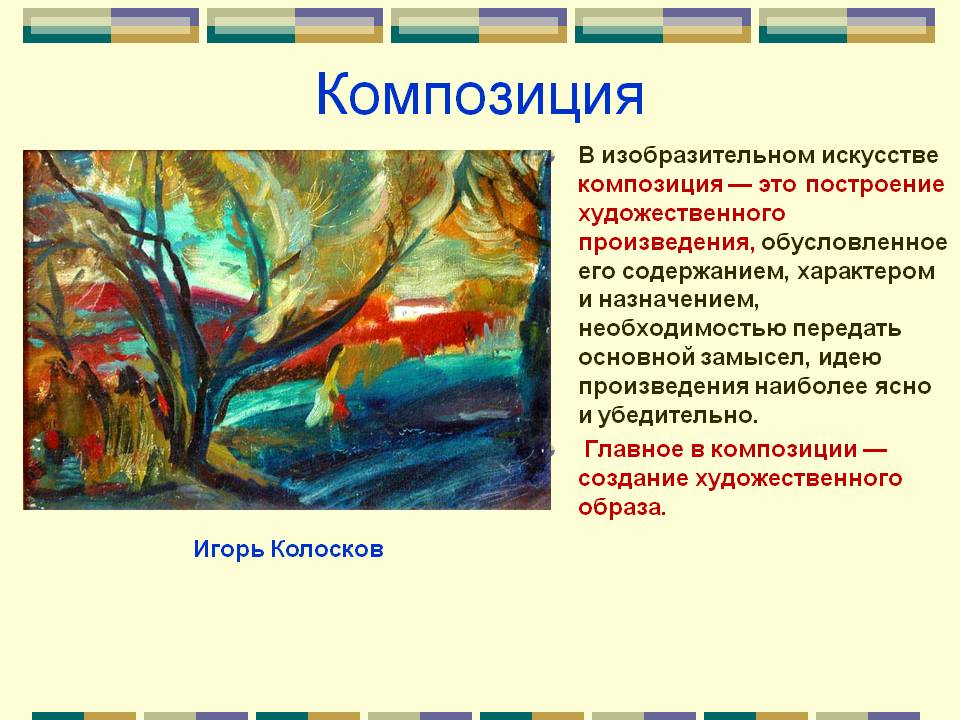 Композиция
В изобразительном искусстве
композиция — это построение
художественного
произведения, обусловленное
его содержанием, характером
и назначением,
необходимостью передать
основной замысел, идею
произведения наиболее ясно
и убедительно.
Главное в композиции —
создание художественного
образа.
Игорь Колосков